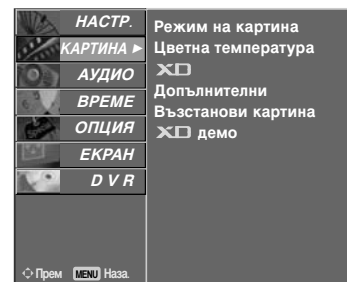 НАСТР.
КАРТИНА ►
АУДИО
ВРЕМЕ
ОПЦИЯ
ЕКРАН
D V R
Прем MENU Наза.
Режим на картина
Цветна температура
XD
Допълнителни
Възстанови картина
XD демо